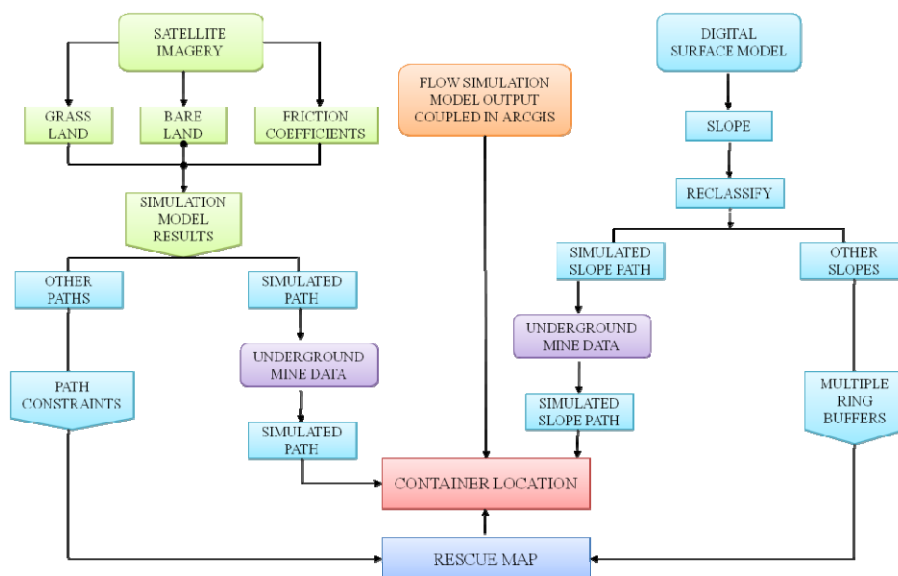 SATELLITE
IMAGERY
DIGITAL
SURFACE MODEL
FLOW SIMULATION
MODEL OUTPUT
COUPLED IN ARCGIS
GRASS
LAND
BARE
LAND
FRICTION
COEFFICIENTS
SLOPE
RECLASSIFY
SIMULATION
MODEL
RESULTS
SIMULATED
SLOPE PATH
OTHER
SLOPES
OTHER
PATHS
SIMULATED
PATH
UNDERGROUND
MINE DATA
UNDERGROUND
MINE DATA
PATH
CONSTRAINTS
MULTIPLE
RING
BUFFERS
SIMULATED
PATH
SIMULATED
SLOPE PATH
CONTAINER LOCATION
RESCUE MAP